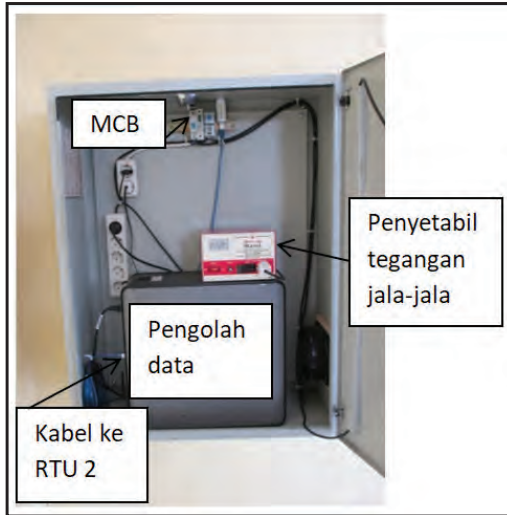 MCB
Penyetabil
tegangan
jala-jala
Pengolah
data
Kabel ke
RTU 2